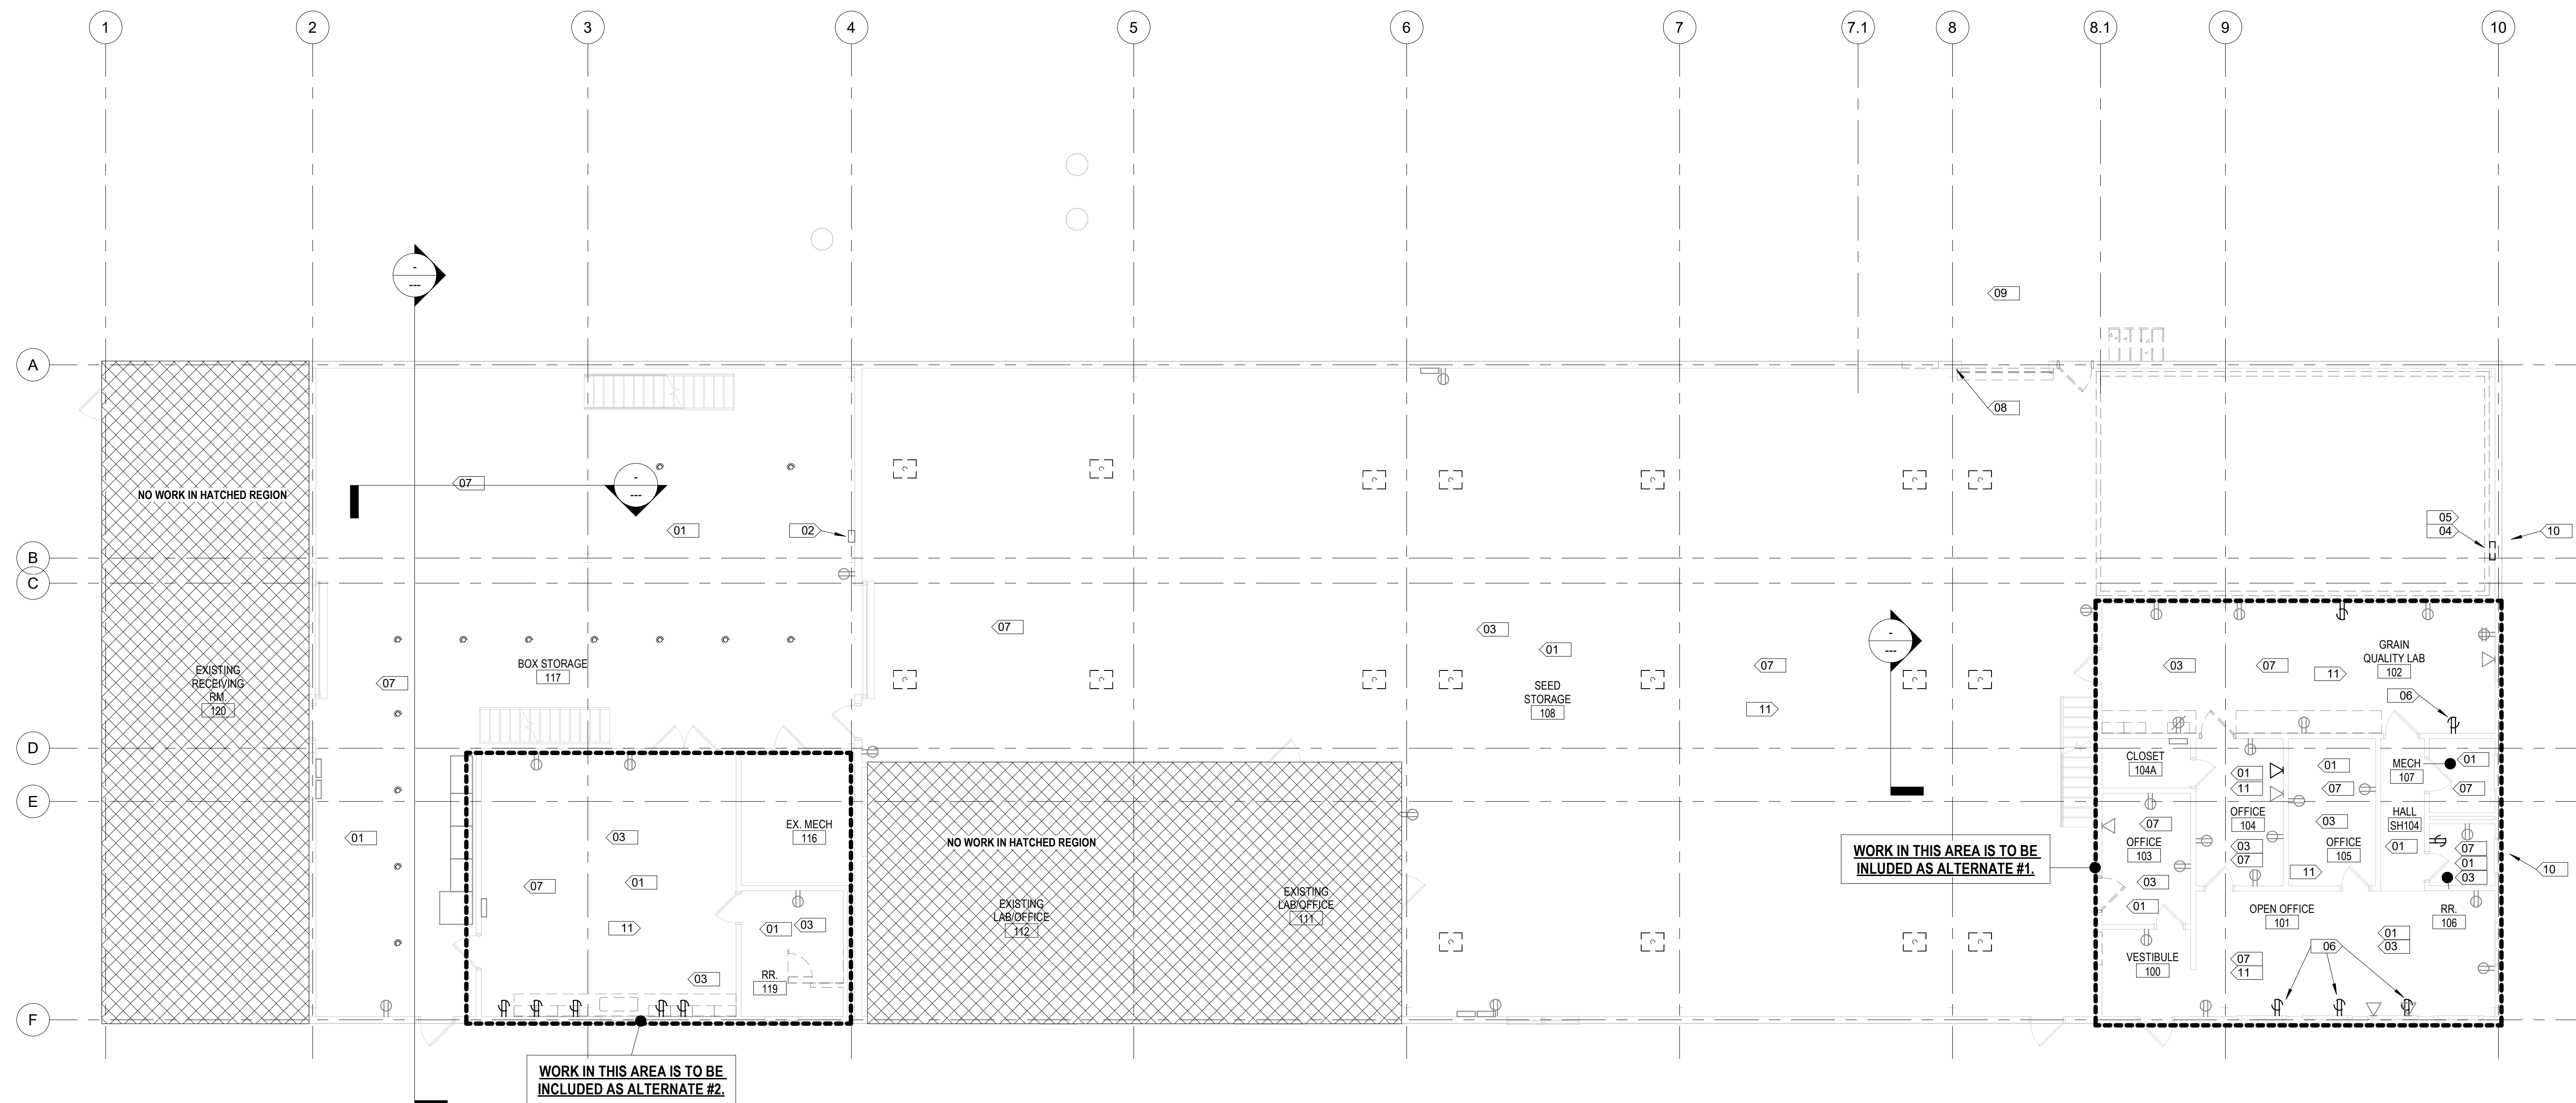 1
2
3
4
5
6
7
7.1
8
8.1
9
10
09
A
08
-
---
NO WORK IN HATCHED REGION
07
-
---
01
02
05
04
10
B
C
07
03
01
-
---
BOX STORAGE
117
EXISTING
RECEIVING
RM.
120
07
SEED
STORAGE
108
07
11
03
07
11
GRAIN
QUALITY LAB
102
06
D
CLOSET
104A
01
11
01
07
MECH
107
01
07
E
01
03
EX. MECH
116
NO WORK IN HATCHED REGION
WORK IN THIS AREA IS TO BE
INLUDED AS ALTERNATE #1.
07
OFFICE
103
OFFICE
104
03
07
03
OFFICE
105
11
HALL
SH104
01
07
01
03
10
07
01
11
03
01
03
EXISTING
LAB/OFFICE
112
EXISTING
LAB/OFFICE
111
03
01
OPEN OFFICE
101
RR.
106
01
03
06
RR.
119
VESTIBULE
100
07
11
F
WORK IN THIS AREA IS TO BE
INCLUDED AS ALTERNATE #2.